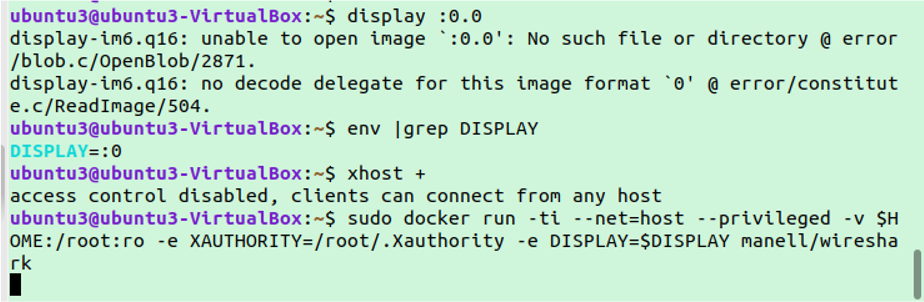 ubuntu3@ubuntu3-VirtualBox:~$ display :0.0
display-im6.q16: unable to open image `:0.0': No such file or directory @ error
/blob.c/OpenBlob/2871.
display-im6.q16: no decode delegate for this image format `0' @ error/constitut
e.c/ReadImage/504.
ubuntu3@ubuntu3-VirtualBox:~$ env |grep DISPLAY
DISPLAY=:0
ubuntu3@ubuntu3-VirtualBox:~$ xhost +
access control disabled, clients can connect from any host
ubuntu3@ubuntu3-VirtualBox:~$ sudo docker run -ti --net=host --privileged -v $H
OME:/root:ro -e XAUTHORITY=/root/.Xauthority -e DISPLAY=$DISPLAY manell/wiresha
rk